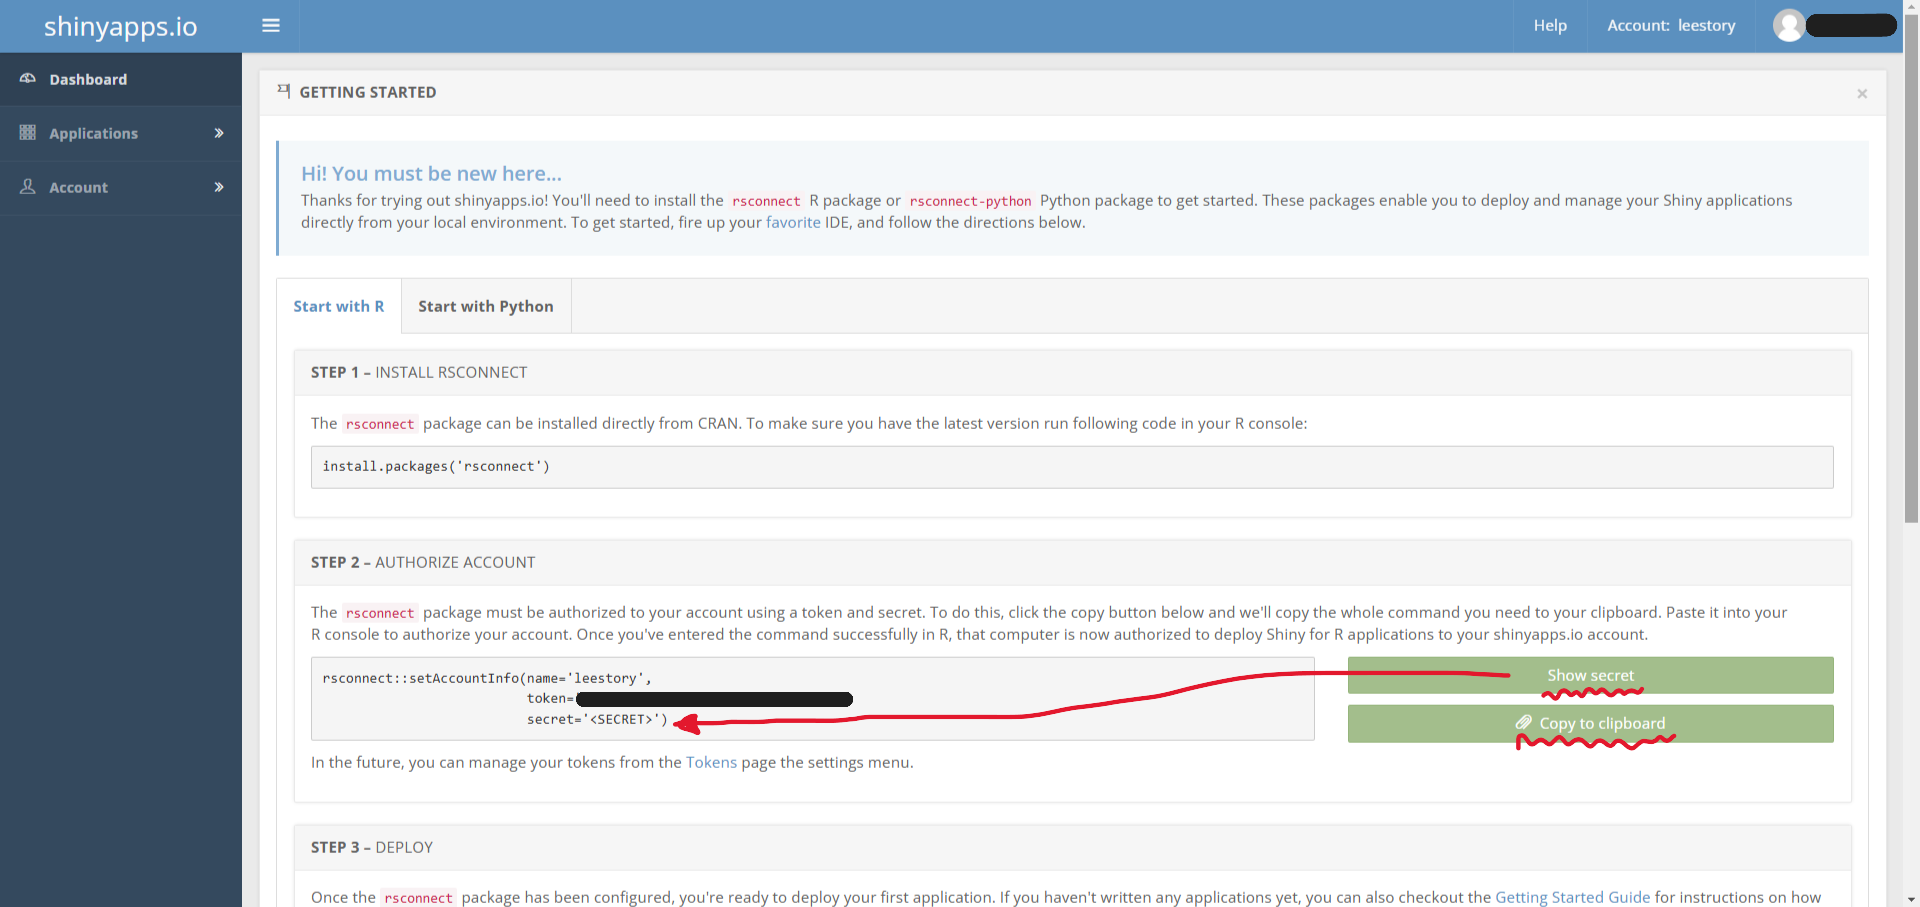 shinyapps.io
Help
Account: leestory
Dashboard
Applications
Account
GETTING STARTED
×
Hi! You must be new here...
Thanks for trying out shinyapps.io! You'll need to install the rsconnect R package or rsconnect-python Python package to get started. These packages enable you to deploy and manage your Shiny applications
directly from your local environment. To get started, fire up your favorite IDE, and follow the directions below.
Start with R
Start with Python
STEP 1 – INSTALL RSCONNECT
The rsconnect package can be installed directly from CRAN. To make sure you have the latest version run following code in your R console:
install.packages('rsconnect')
STEP 2 – AUTHORIZE ACCOUNT
The rsconnect package must be authorized to your account using a token and secret. To do this, click the copy button below and we'll copy the whole command you need to your clipboard. Paste it into your
R console to authorize your account. Once you've entered the command successfully in R, that computer is now authorized to deploy Shiny for R applications to your shinyapps.io account.
rsconnect::setAccountInfo(name='leestory',
token=
secret='<SECRET>')
Show secret
Copy to clipboard
In the future, you can manage your tokens from the Tokens page the settings menu.
STEP 3 – DEPLOY
Once the rsconnect package has been configured, you're ready to deploy your first application. If you haven't written any applications yet, you can also checkout the Getting Started Guide for instructions on how